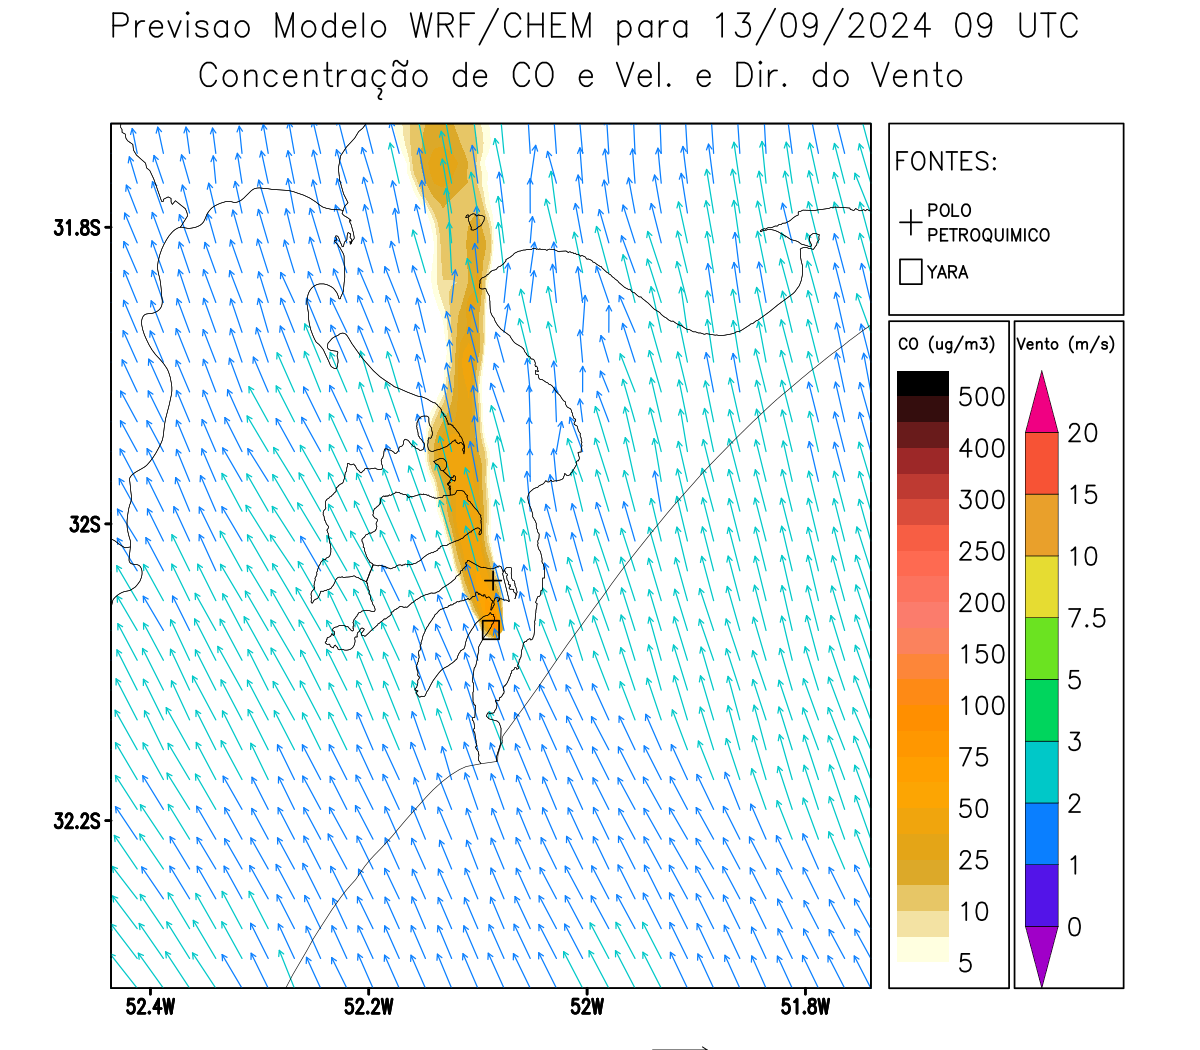 Previsao Modelo WRF/CHEM para 13/09/2024 09 UTC
Concentração de CO e Vel. e Dir. do Vento
FONTES:
POLO
PETROQUIMICO
YARA
CO (ug/m3)
500
400
300
250
200
150
100
75
50
25
10
5
Vento (m/s)
20
15
10
7.5
5
3
2
1
0
31.8S
32S
32.2S
52.4W
52.2W
52W
51.8W